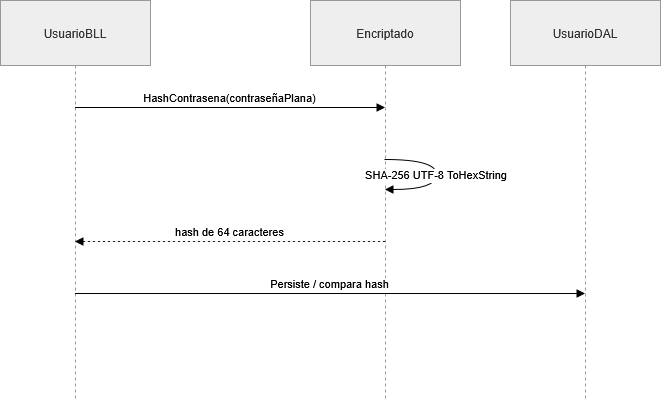 UsuarioBLL
Encriptado
UsuarioDAL
HashContrasena(contraseñaPlana)
SHA-256 UTF-8 ToHexString
hash de 64 caracteres
Persiste / compara hash